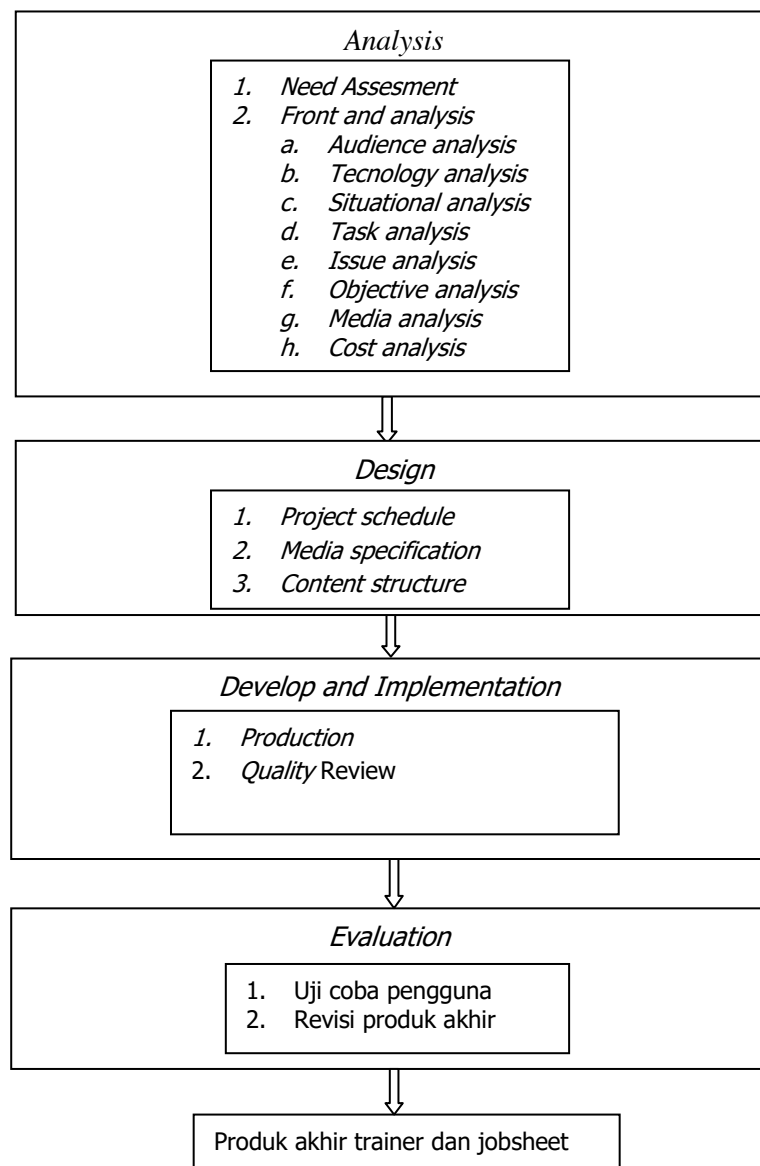 Analysis
1. Need Assesment
2. Front and analysis
a. Audience analysis
b. Tecnology analysis
c. Situational analysis
d. Task analysis
e. Issue analysis
f. Objective analysis
g. Media analysis
h. Cost analysis
Design
1. Project schedule
2. Media specification
3. Content structure
Develop and Implementation
1. Production
2. Quality Review
Evaluation
1. Uji coba pengguna
2. Revisi produk akhir
Produk akhir trainer dan jobsheet